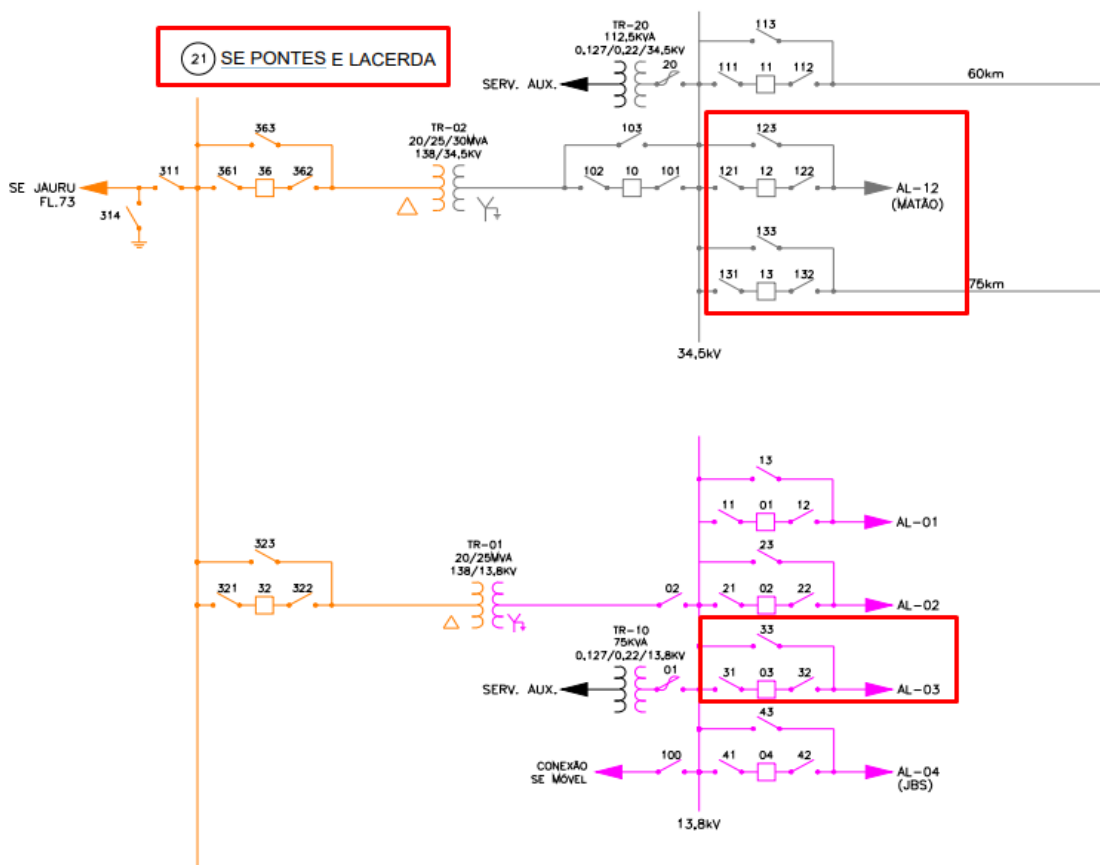 21 SE PONTES E LACERDA
TR-20
112,5KVA
0.127/0.22/34,5KV
20
SERV. AUX.
113
111 11 112
60km
363
361 36 362
SE JAURU
FL.73
311
314
TR-02
20/25/30MVA
138/34,5KV
103
102 10 101
123
121 12 122
AL-12
(MATÃO)
133
131 13 132
75km
34,5kV
13
11 01 12
AL-01
323
321 32 322
TR-01
20/25MVA
138/13,8KV
02
23
21 02 22
AL-02
TR-10
75KVA
0.127/0.22/13,8KV
01
SERV. AUX.
33
31 03 32
AL-03
43
CONEXÃO
SE MÓVEL
100
41 04 42
AL-04
(JBS)
13,8kV